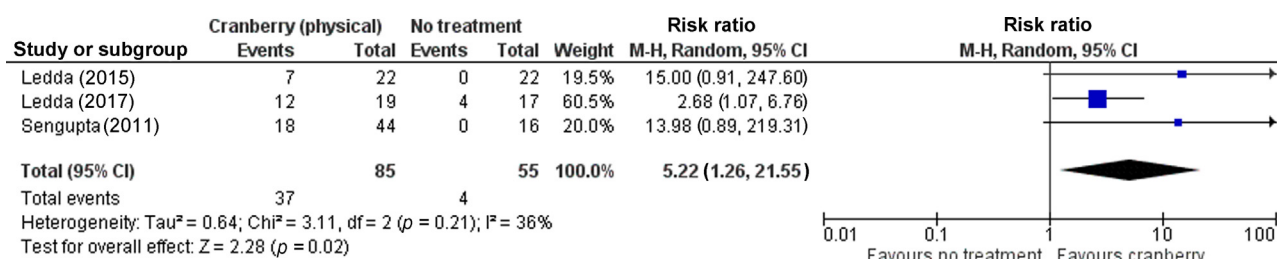 Cranberry (physical) No treatment Risk ratio Risk ratio
Study or subgroup Events Total Events Total Weight M-H, Random, 95% CI M-H, Random, 95% CI
Ledda (2015) 7 22 0 22 19.5% 15.00 (0.91, 247.60)
Ledda (2017) 12 19 4 17 60.5% 2.68 (1.07, 6.76)
Sengupta(2011) 18 44 0 16 20.0% 13.98 (0.89, 219.31)
Total (95% CI) 85 55 100.0% 5.22 (1.26, 21.55)
Total events 37 4
Heterogeneity: Tau² = 0.64; Chi² = 3.11, df = 2 (p = 0.21); I² = 36%
Test for overall effect: Z = 2.28 (p = 0.02)
0.01 0.1 1 10 100
Favours no treatment Favours cranberry